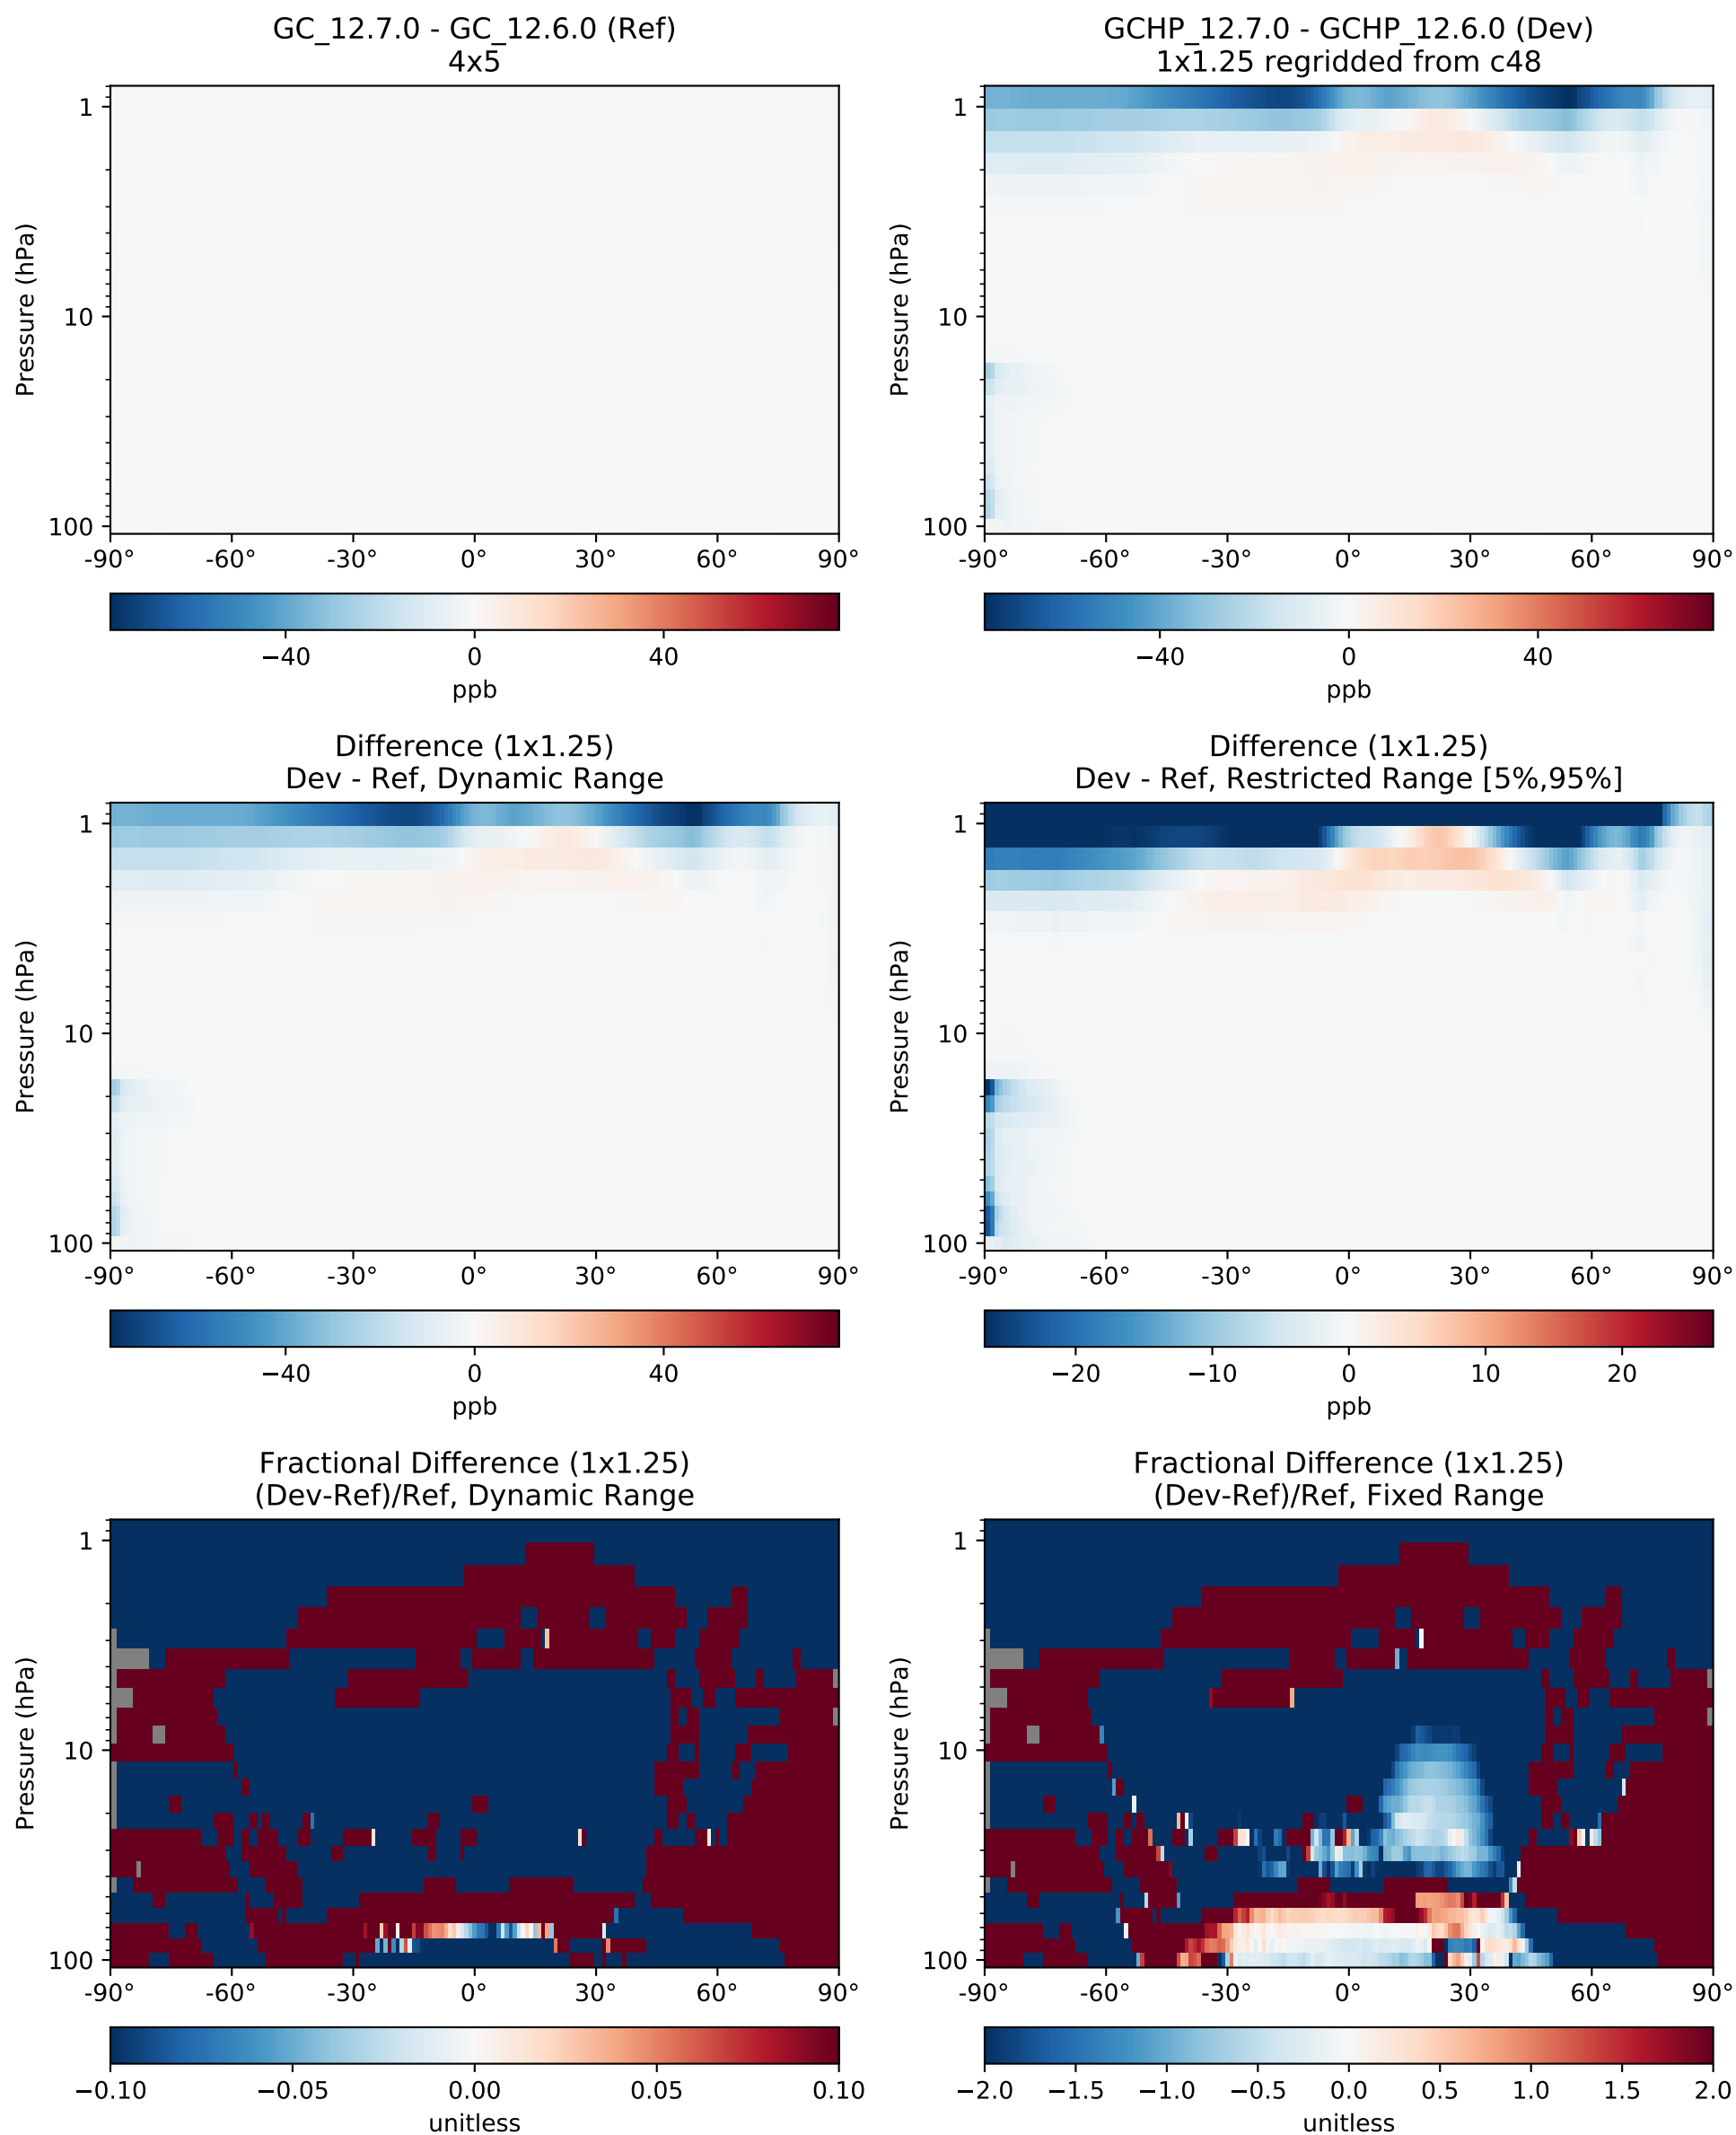 GC_12.7.0 - GC_12.6.0 (Ref)
4x5
1
10
100
Pressure (hPa)
-90° -60° -30° 0° 30° 60° 90°
−40 0 40
ppb
GCHP_12.7.0 - GCHP_12.6.0 (Dev)
1x1.25 regridded from c48
1
10
100
Pressure (hPa)
-90° -60° -30° 0° 30° 60° 90°
−40 0 40
ppb
Difference (1x1.25)
Dev - Ref, Dynamic Range
1
10
100
Pressure (hPa)
-90° -60° -30° 0° 30° 60° 90°
−40 0 40
ppb
Difference (1x1.25)
Dev - Ref, Restricted Range [5%,95%]
1
10
100
Pressure (hPa)
-90° -60° -30° 0° 30° 60° 90°
−20 −10 0 10 20
ppb
Fractional Difference (1x1.25)
(Dev-Ref)/Ref, Dynamic Range
1
10
100
Pressure (hPa)
-90° -60° -30° 0° 30° 60° 90°
−0.10 −0.05 0.00 0.05 0.10
unitless
Fractional Difference (1x1.25)
(Dev-Ref)/Ref, Fixed Range
1
10
100
Pressure (hPa)
-90° -60° -30° 0° 30° 60° 90°
−2.0 −1.5 −1.0 −0.5 0.0 0.5 1.0 1.5 2.0
unitless